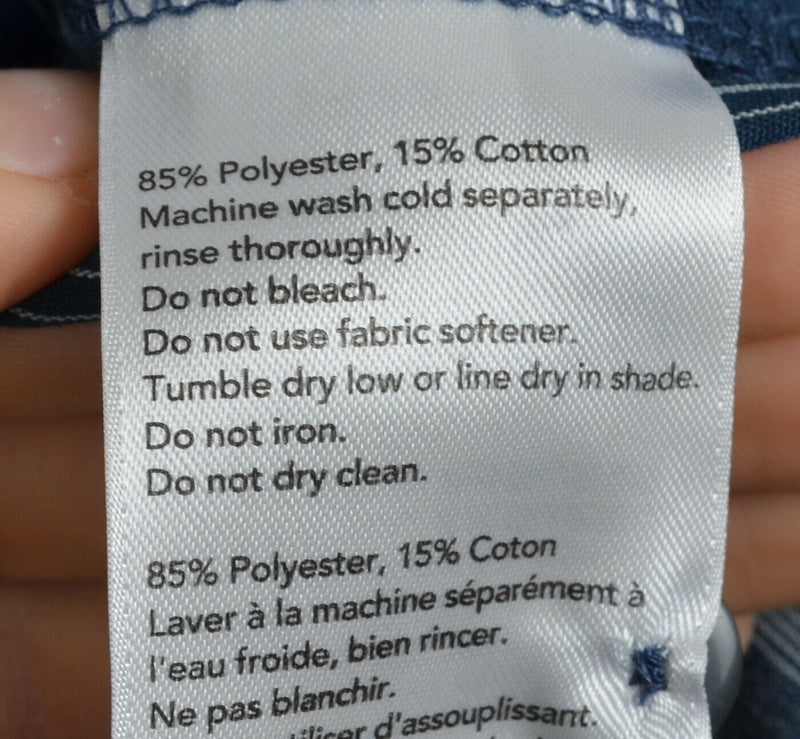 85% Polyester, 15% Cotton
Machine wash cold separately,
rinse thoroughly.
Do not bleach.
Do not use fabric softener.
Tumble dry low or line dry in shade.
Do not iron.
Do not dry clean.
85% Polyester, 15% Coton
Laver à la machine séparément à
l'eau froide, bien rincer.
Ne pas blanchir.
d'assouplissant.